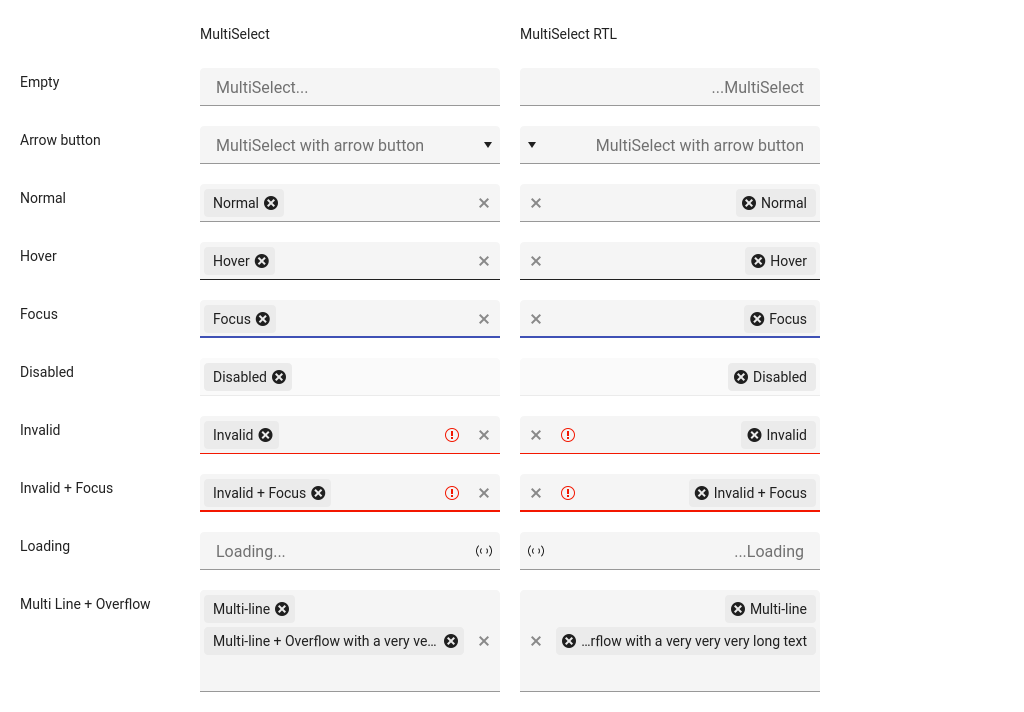 MultiSelect MultiSelect RTL
Empty MultiSelect... ...MultiSelect
Arrow button MultiSelect with arrow button MultiSelect with arrow button
Normal Normal Normal
Hover Hover Hover
Focus Focus Focus
Disabled Disabled Disabled
Invalid Invalid Invalid
Invalid + Focus Invalid + Focus Invalid + Focus
Loading Loading... ...Loading
Multi Line + Overflow Multi-line Multi-line
Multi-line + Overflow with a very ve... ...rflow with a very very very long text